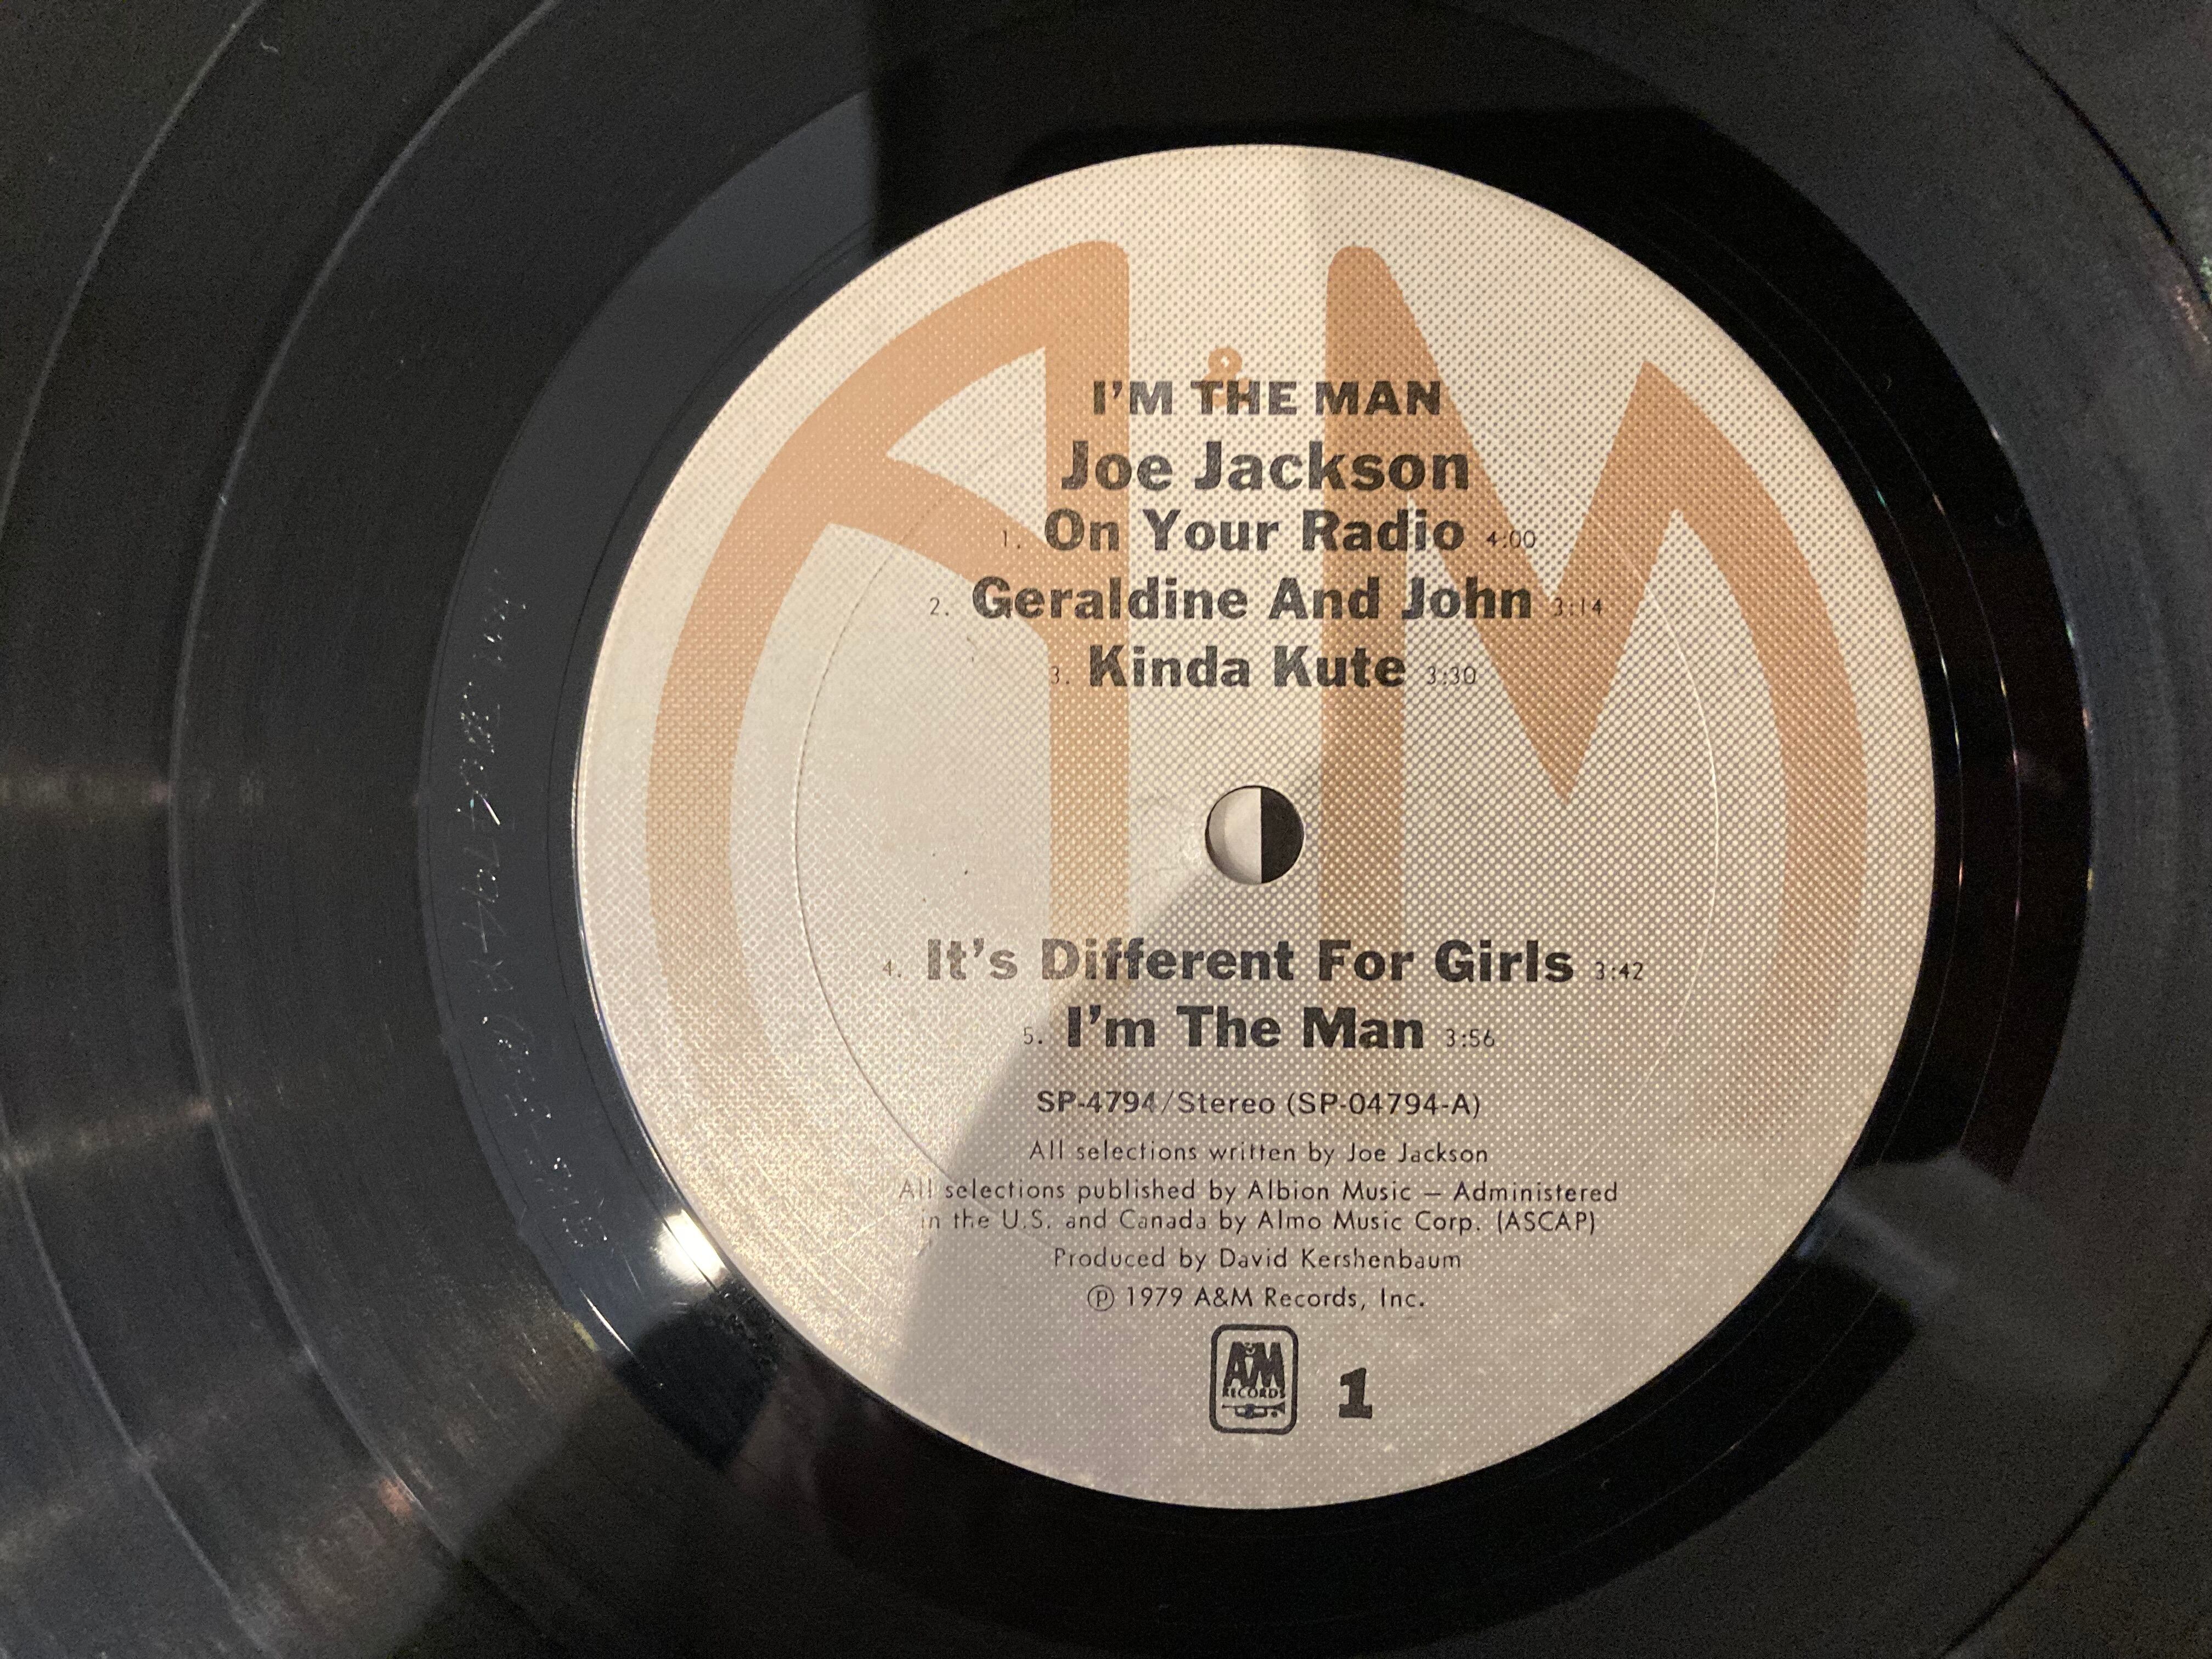 A&M
I'M THE MAN
Joe Jackson
1. On Your Radio 4:00
2. Geraldine And John 3:14
3. Kinda Kute 3:30
4. It's Different For Girls 3:42
5. I'm The Man 3:56
SP-4794/Stereo (SP-04794-A)
All selections written by Joe Jackson
All selections published by Albion Music — Administered
in the U.S. and Canada by Almo Music Corp. (ASCAP)
Produced by David Kershenbaum
Ⓟ 1979 A&M Records, Inc.
A&M
RECORDS
1